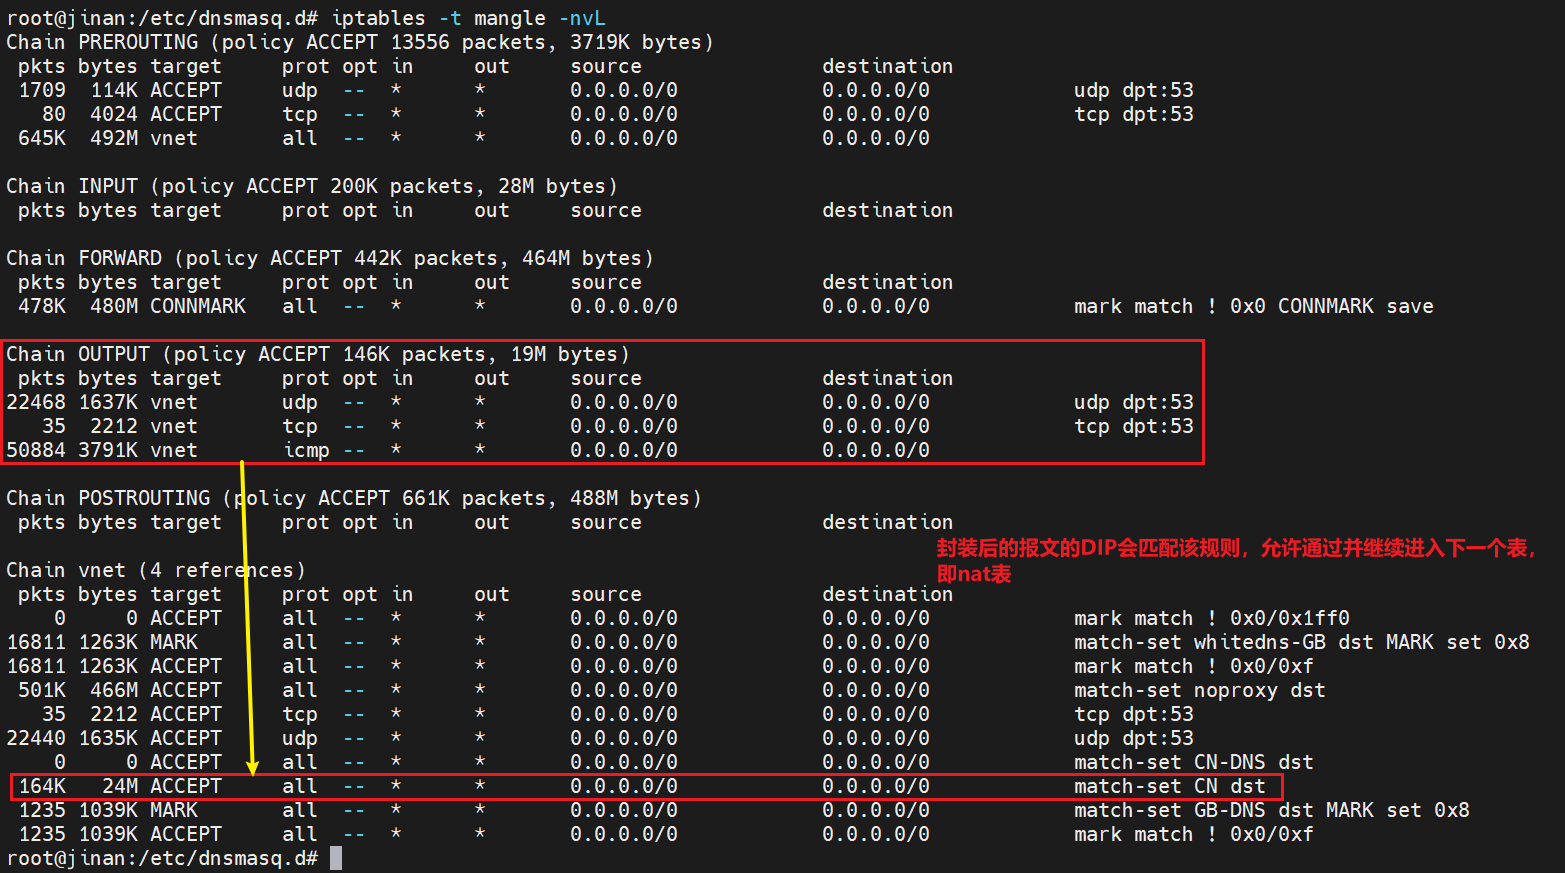 root@jinan:/etc/dnsmasq.d# iptables -t mangle -nvL
Chain PREROUTING (policy ACCEPT 13556 packets, 3719K bytes)
 pkts bytes target     prot opt in     out     source               destination
 1709  114K ACCEPT     udp  --  *      *       0.0.0.0/0            0.0.0.0/0            udp dpt:53
   80  4024 ACCEPT     tcp  --  *      *       0.0.0.0/0            0.0.0.0/0            tcp dpt:53
 645K  492M vnet       all  --  *      *       0.0.0.0/0            0.0.0.0/0

Chain INPUT (policy ACCEPT 200K packets, 28M bytes)
 pkts bytes target     prot opt in     out     source               destination

Chain FORWARD (policy ACCEPT 442K packets, 464M bytes)
 pkts bytes target     prot opt in     out     source               destination
 478K  480M CONNMARK   all  --  *      *       0.0.0.0/0            0.0.0.0/0            mark match ! 0x0 CONNMARK save

Chain OUTPUT (policy ACCEPT 146K packets, 19M bytes)
 pkts bytes target     prot opt in     out     source               destination
22468 1637K vnet       udp  --  *      *       0.0.0.0/0            0.0.0.0/0            udp dpt:53
   35  2212 vnet       tcp  --  *      *       0.0.0.0/0            0.0.0.0/0            tcp dpt:53
50884 3791K vnet       icmp --  *      *       0.0.0.0/0            0.0.0.0/0

Chain POSTROUTING (policy ACCEPT 661K packets, 488M bytes)
 pkts bytes target     prot opt in     out     source               destination
封装后的报文的DIP会匹配该规则，允许通过并继续进入下一个表，
即nat表
Chain vnet (4 references)
 pkts bytes target     prot opt in     out     source               destination
    0     0 ACCEPT     all  --  *      *       0.0.0.0/0            0.0.0.0/0            mark match ! 0x0/0x1ff0
16811 1263K MARK       all  --  *      *       0.0.0.0/0            0.0.0.0/0            match-set whitedns-GB dst MARK set 0x8
16811 1263K ACCEPT     all  --  *      *       0.0.0.0/0            0.0.0.0/0            mark match ! 0x0/0xf
 501K  466M ACCEPT     all  --  *      *       0.0.0.0/0            0.0.0.0/0            match-set noproxy dst
   35  2212 ACCEPT     tcp  --  *      *       0.0.0.0/0            0.0.0.0/0            tcp dpt:53
22440 1635K ACCEPT     udp  --  *      *       0.0.0.0/0            0.0.0.0/0            udp dpt:53
    0     0 ACCEPT     all  --  *      *       0.0.0.0/0            0.0.0.0/0            match-set CN-DNS dst
 164K   24M ACCEPT     all  --  *      *       0.0.0.0/0            0.0.0.0/0            match-set CN dst
 1235 1039K MARK       all  --  *      *       0.0.0.0/0            0.0.0.0/0            match-set GB-DNS dst MARK set 0x8
 1235 1039K ACCEPT     all  --  *      *       0.0.0.0/0            0.0.0.0/0            mark match ! 0x0/0xf
root@jinan:/etc/dnsmasq.d#